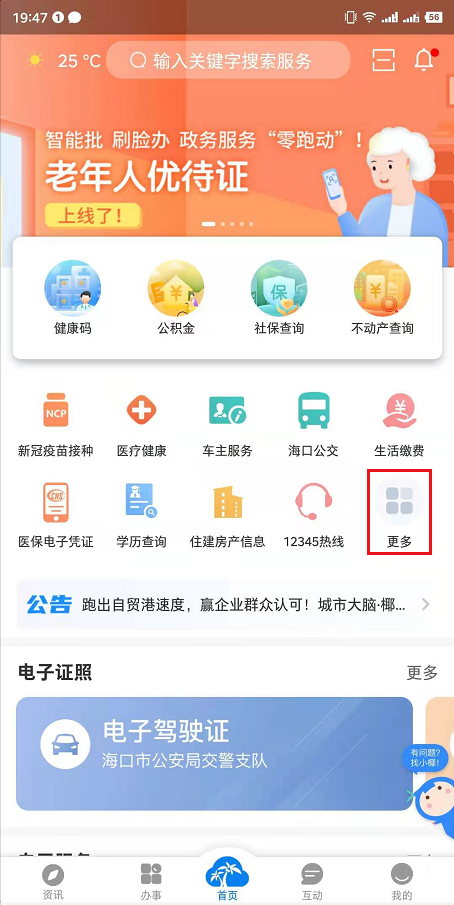 19:47 1 56
25 °C 输入关键字搜索服务
智能批 刷脸办 政务服务“零跑动”！
老年人优待证
上线了！
健康码 公积金 社保查询 不动产查询
NCP
新冠疫苗接种 医疗健康 车主服务 海口公交 生活缴费
CHS
医保电子凭证 学历查询 住建房产信息 12345热线 更多
公告 跑出自贸港速度，赢企业群众认可！城市大脑·椰...
电子证照 更多
电子驾驶证
海口市公安局交警支队
有问题？
找小椰！
资讯 办事 首页 互动 我的